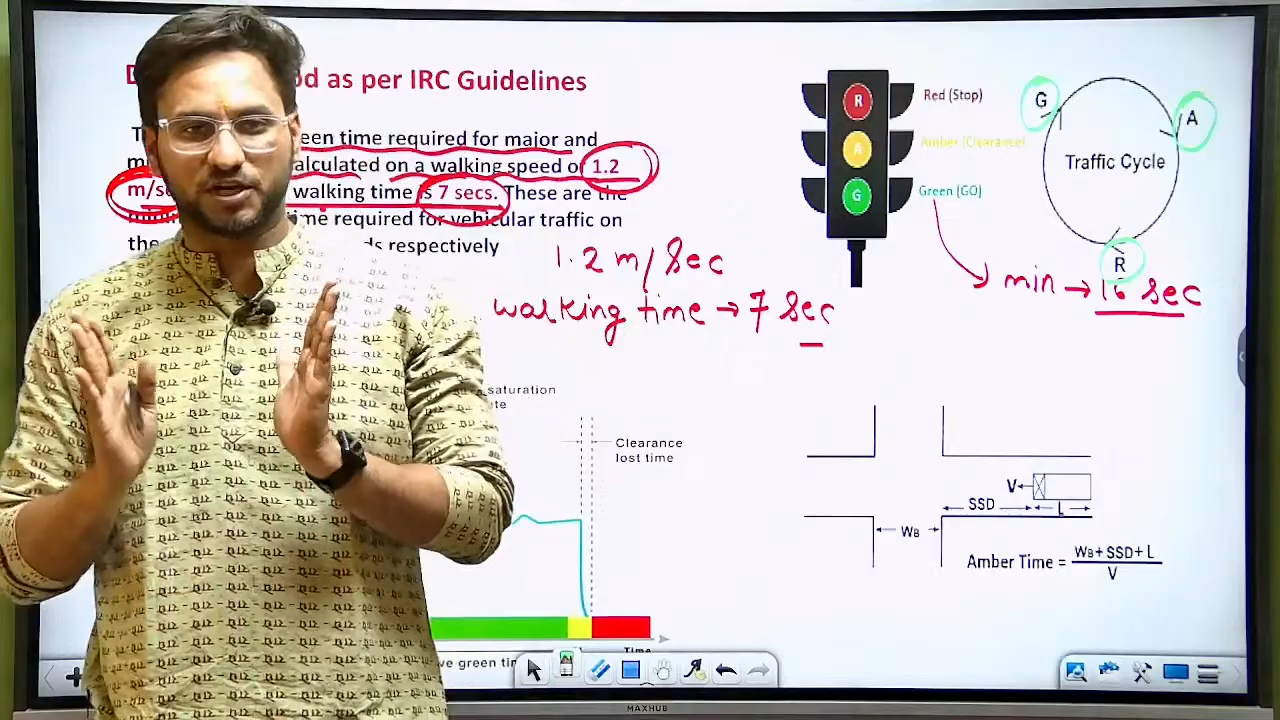 od as per IRC Guidelines
een time required for major and
alculated on a walking speed of 1.2
walking time is 7 secs. These are the
time required for vehicular traffic on
ds respectively
1.2 m/sec
walking time → 7 sec
R
A
G
Red (Stop)
Amber (Clearance)
Green (GO)
min → 16 sec
G
A
R
Traffic Cycle
saturation
Clearance
lost time
Time
ve green tim
V
SSD
L
WB
Amber Time = WB + SSD + L
V
MAXHUB